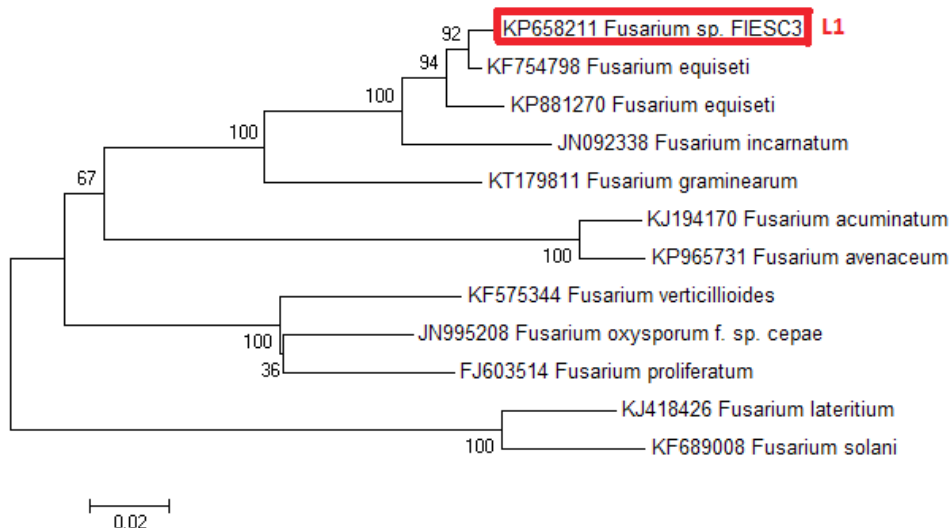 92
KP658211 Fusarium sp. FIESC3 L1
94
KF754798 Fusarium equiseti
100
KP881270 Fusarium equiseti
100
JN092338 Fusarium incarnatum
67
KT179811 Fusarium graminearum
KJ194170 Fusarium acuminatum
100
KP965731 Fusarium avenaceum
KF575344 Fusarium verticillioides
100
JN995208 Fusarium oxysporum f. sp. cepae
36
FJ603514 Fusarium proliferatum
KJ418426 Fusarium lateritium
100
KF689008 Fusarium solani
0.02